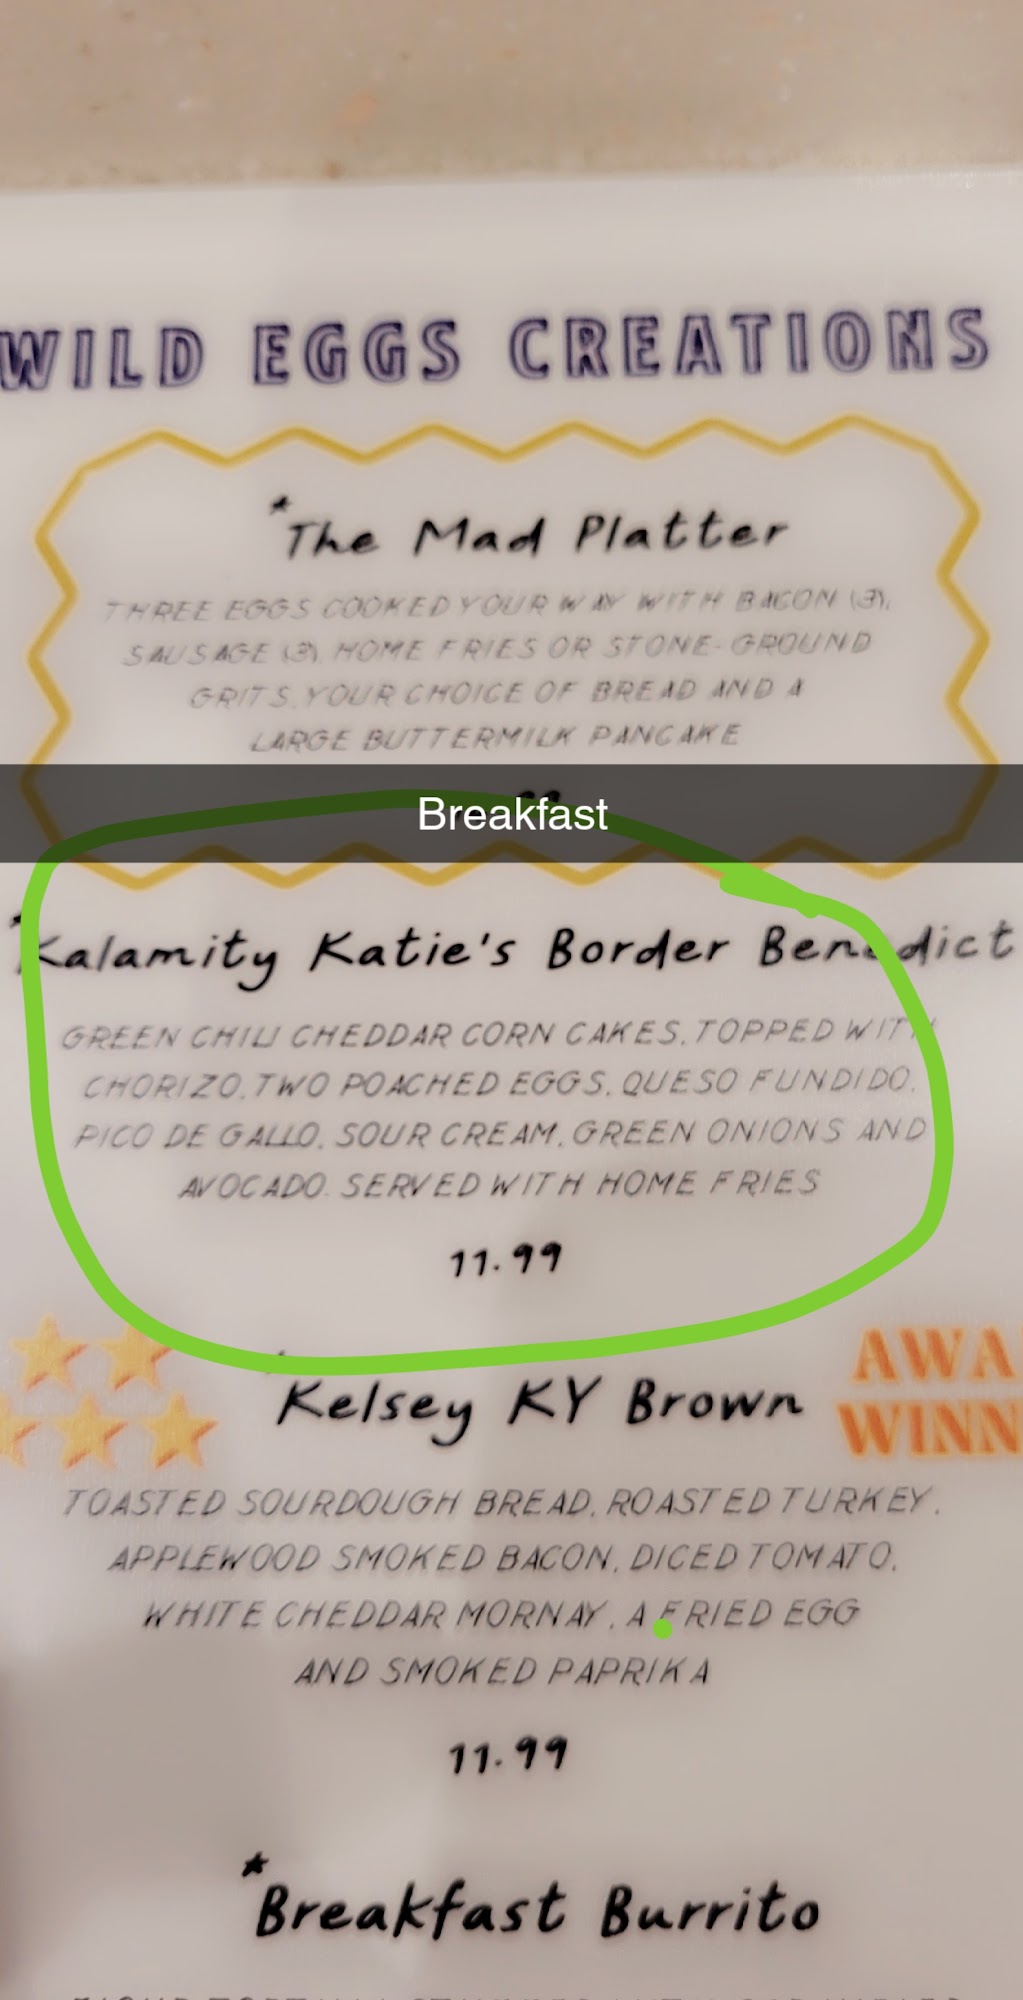 WILD EGGS CREATIONS
*The Mad Platter
THREE EGGS COOKED YOUR WAY WITH BACON (3),
SAUSAGE (3), HOME FRIES OR STONE-GROUND
GRITS, YOUR CHOICE OF BREAD AND A
LARGE BUTTERMILK PANCAKE
Breakfast
*Kalamity Katie's Border Benedict
GREEN CHILI CHEDDAR CORN CAKES, TOPPED WITH
CHORIZO, TWO POACHED EGGS, QUESO FUNDIDO,
PICO DE GALLO, SOUR CREAM, GREEN ONIONS AND
AVOCADO. SERVED WITH HOME FRIES
11.99
Kelsey KY Brown
AWA
WINN
TOASTED SOURDOUGH BREAD, ROASTED TURKEY,
APPLEWOOD SMOKED BACON, DICED TOMATO,
WHITE CHEDDAR MORNAY, A FRIED EGG
AND SMOKED PAPRIKA
11.99
*Breakfast Burrito